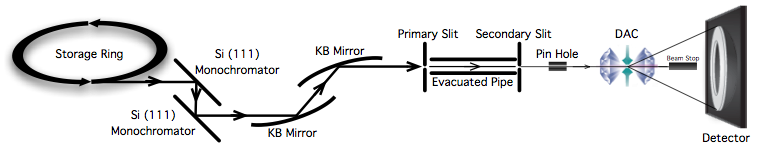 Storage Ring
Si (111)
Monochromator
Si (111)
Monochromator
KB Mirror
KB Mirror
Primary Slit
Secondary Slit
Evacuated Pipe
Pin Hole
DAC
Beam Stop
Detector